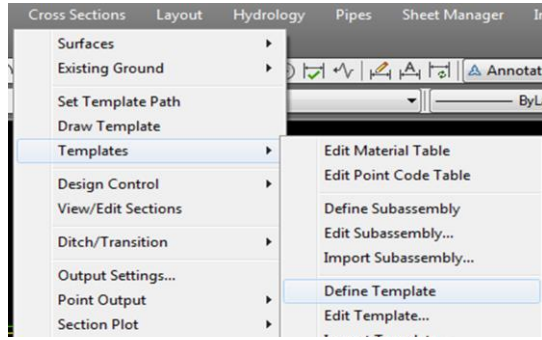 Cross Sections Layout Hydrology Pipes Sheet Manager
Surfaces
Existing Ground
Annotat
Set Template Path
ByL
Draw Template
Templates
Edit Material Table
Edit Point Code Table
Design Control
View/Edit Sections
Define Subassembly
Edit Subassembly...
Ditch/Transition
Import Subassembly...
Output Settings...
Define Template
Point Output
Edit Template...
Section Plot